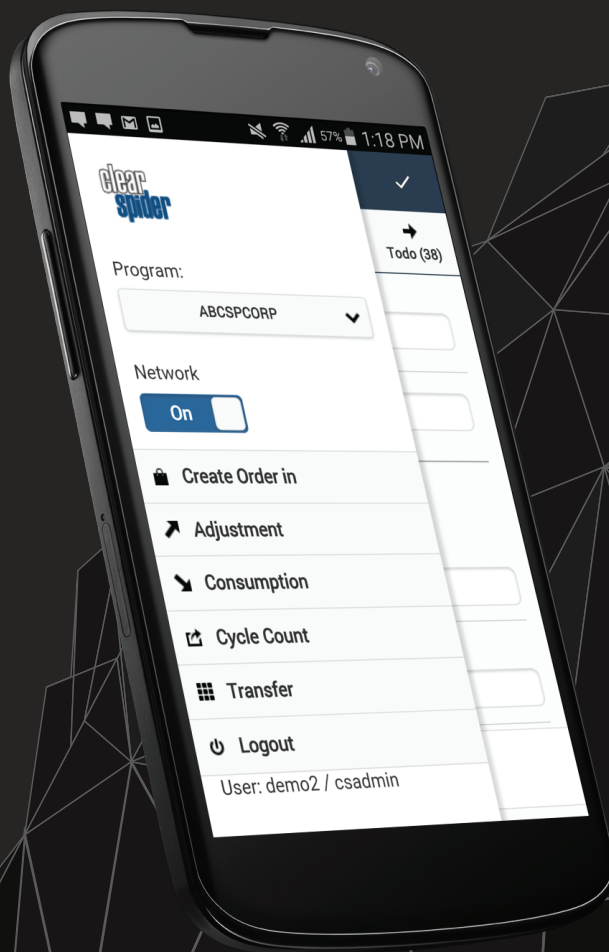 57% 1:18 PM
clear
spider
Todo (38)
Program:
ABCSPCORP
Network
On
Create Order in
Adjustment
Consumption
Cycle Count
Transfer
Logout
User: demo2 / csadmin